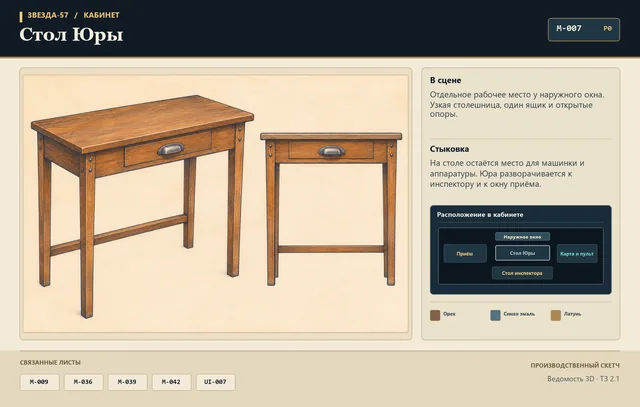 ЗВЕЗДА-57 / КАБИНЕТ
Стол Юры
М-007 P0
В сцене
Отдельное рабочее место у наружного окна.
Узкая столешница, один ящик и открытые
опоры.
Стыковка
На столе остаётся место для машинки и
аппаратуры. Юра разворачивается к
инспектору и к окну приёма.
Расположение в кабинете
Наружное окно
Приём
Стол Юры
Карта и пульт
Стол инспектора
Орех
Синяя эмаль
Латунь
СВЯЗАННЫЕ ЛИСТЫ
М-009
М-036
М-039
М-042
UI-007
ПРОИЗВОДСТВЕННЫЙ СКЕТЧ
Ведомость 3D · ТЗ 2.1